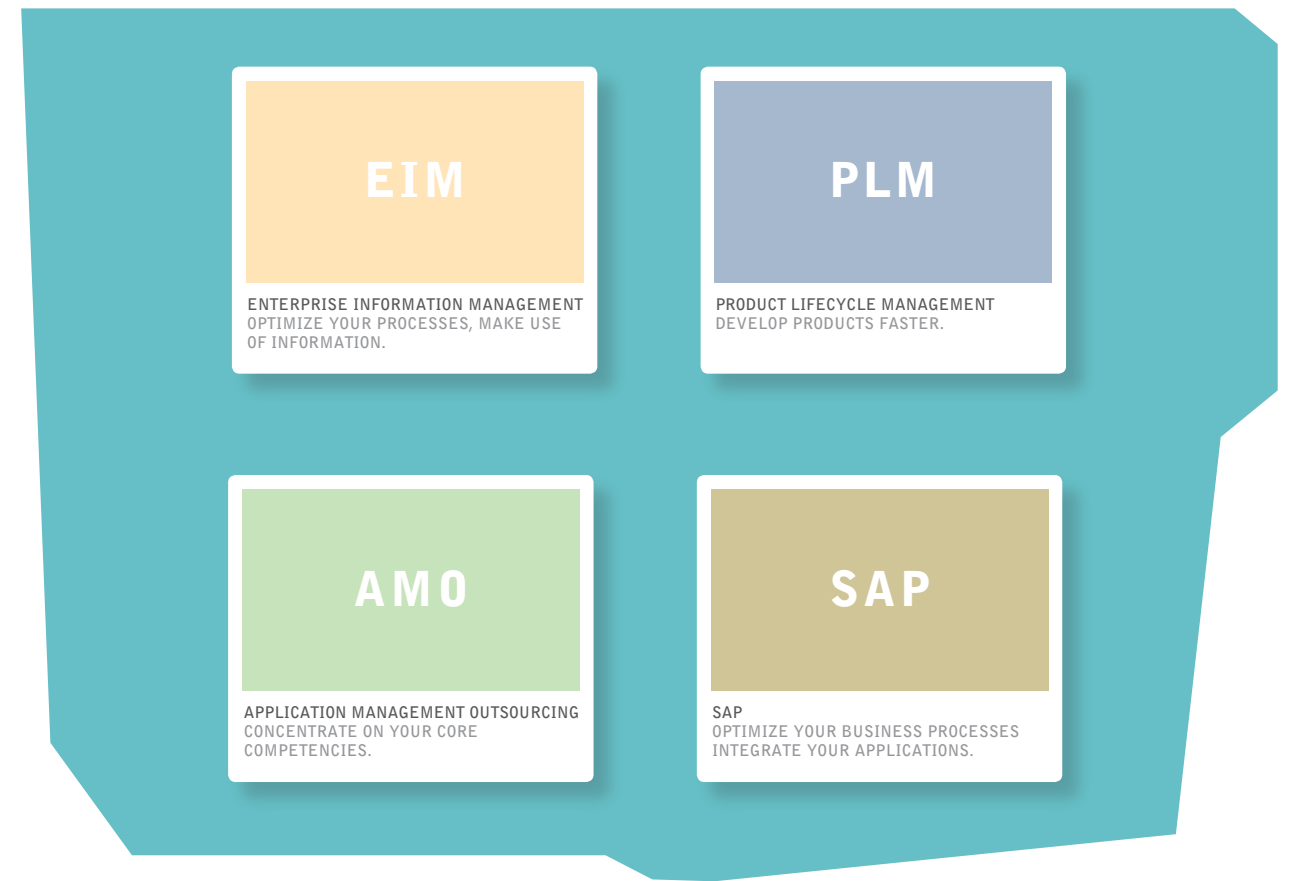 EIM
ENTERPRISE INFORMATION MANAGEMENT
OPTIMIZE YOUR PROCESSES, MAKE USE
OF INFORMATION.
PLM
PRODUCT LIFECYCLE MANAGEMENT
DEVELOP PRODUCTS FASTER.
AMO
APPLICATION MANAGEMENT OUTSOURCING
CONCENTRATE ON YOUR CORE
COMPETENCIES.
SAP
SAP
OPTIMIZE YOUR BUSINESS PROCESSES
INTEGRATE YOUR APPLICATIONS.